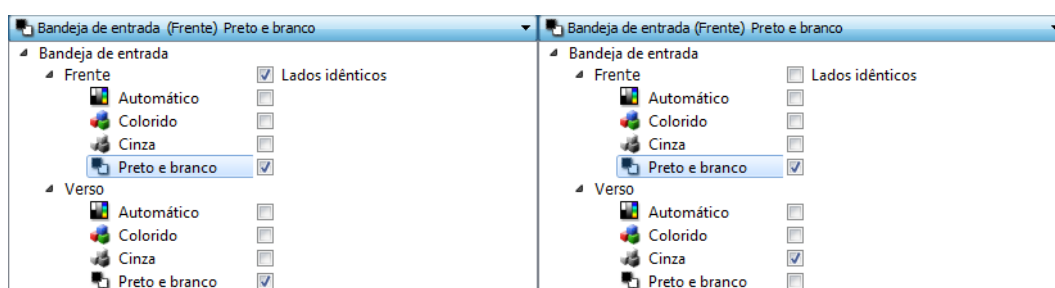 Bandeja de entrada (Frente) Preto e branco
Bandeja de entrada
Frente Lados idênticos
Automático
Colorido
Cinza
Preto e branco
Verso
Automático
Colorido
Cinza
Preto e branco
Bandeja de entrada (Frente) Preto e branco
Bandeja de entrada
Frente Lados idênticos
Automático
Colorido
Cinza
Preto e branco
Verso
Automático
Colorido
Cinza
Preto e branco